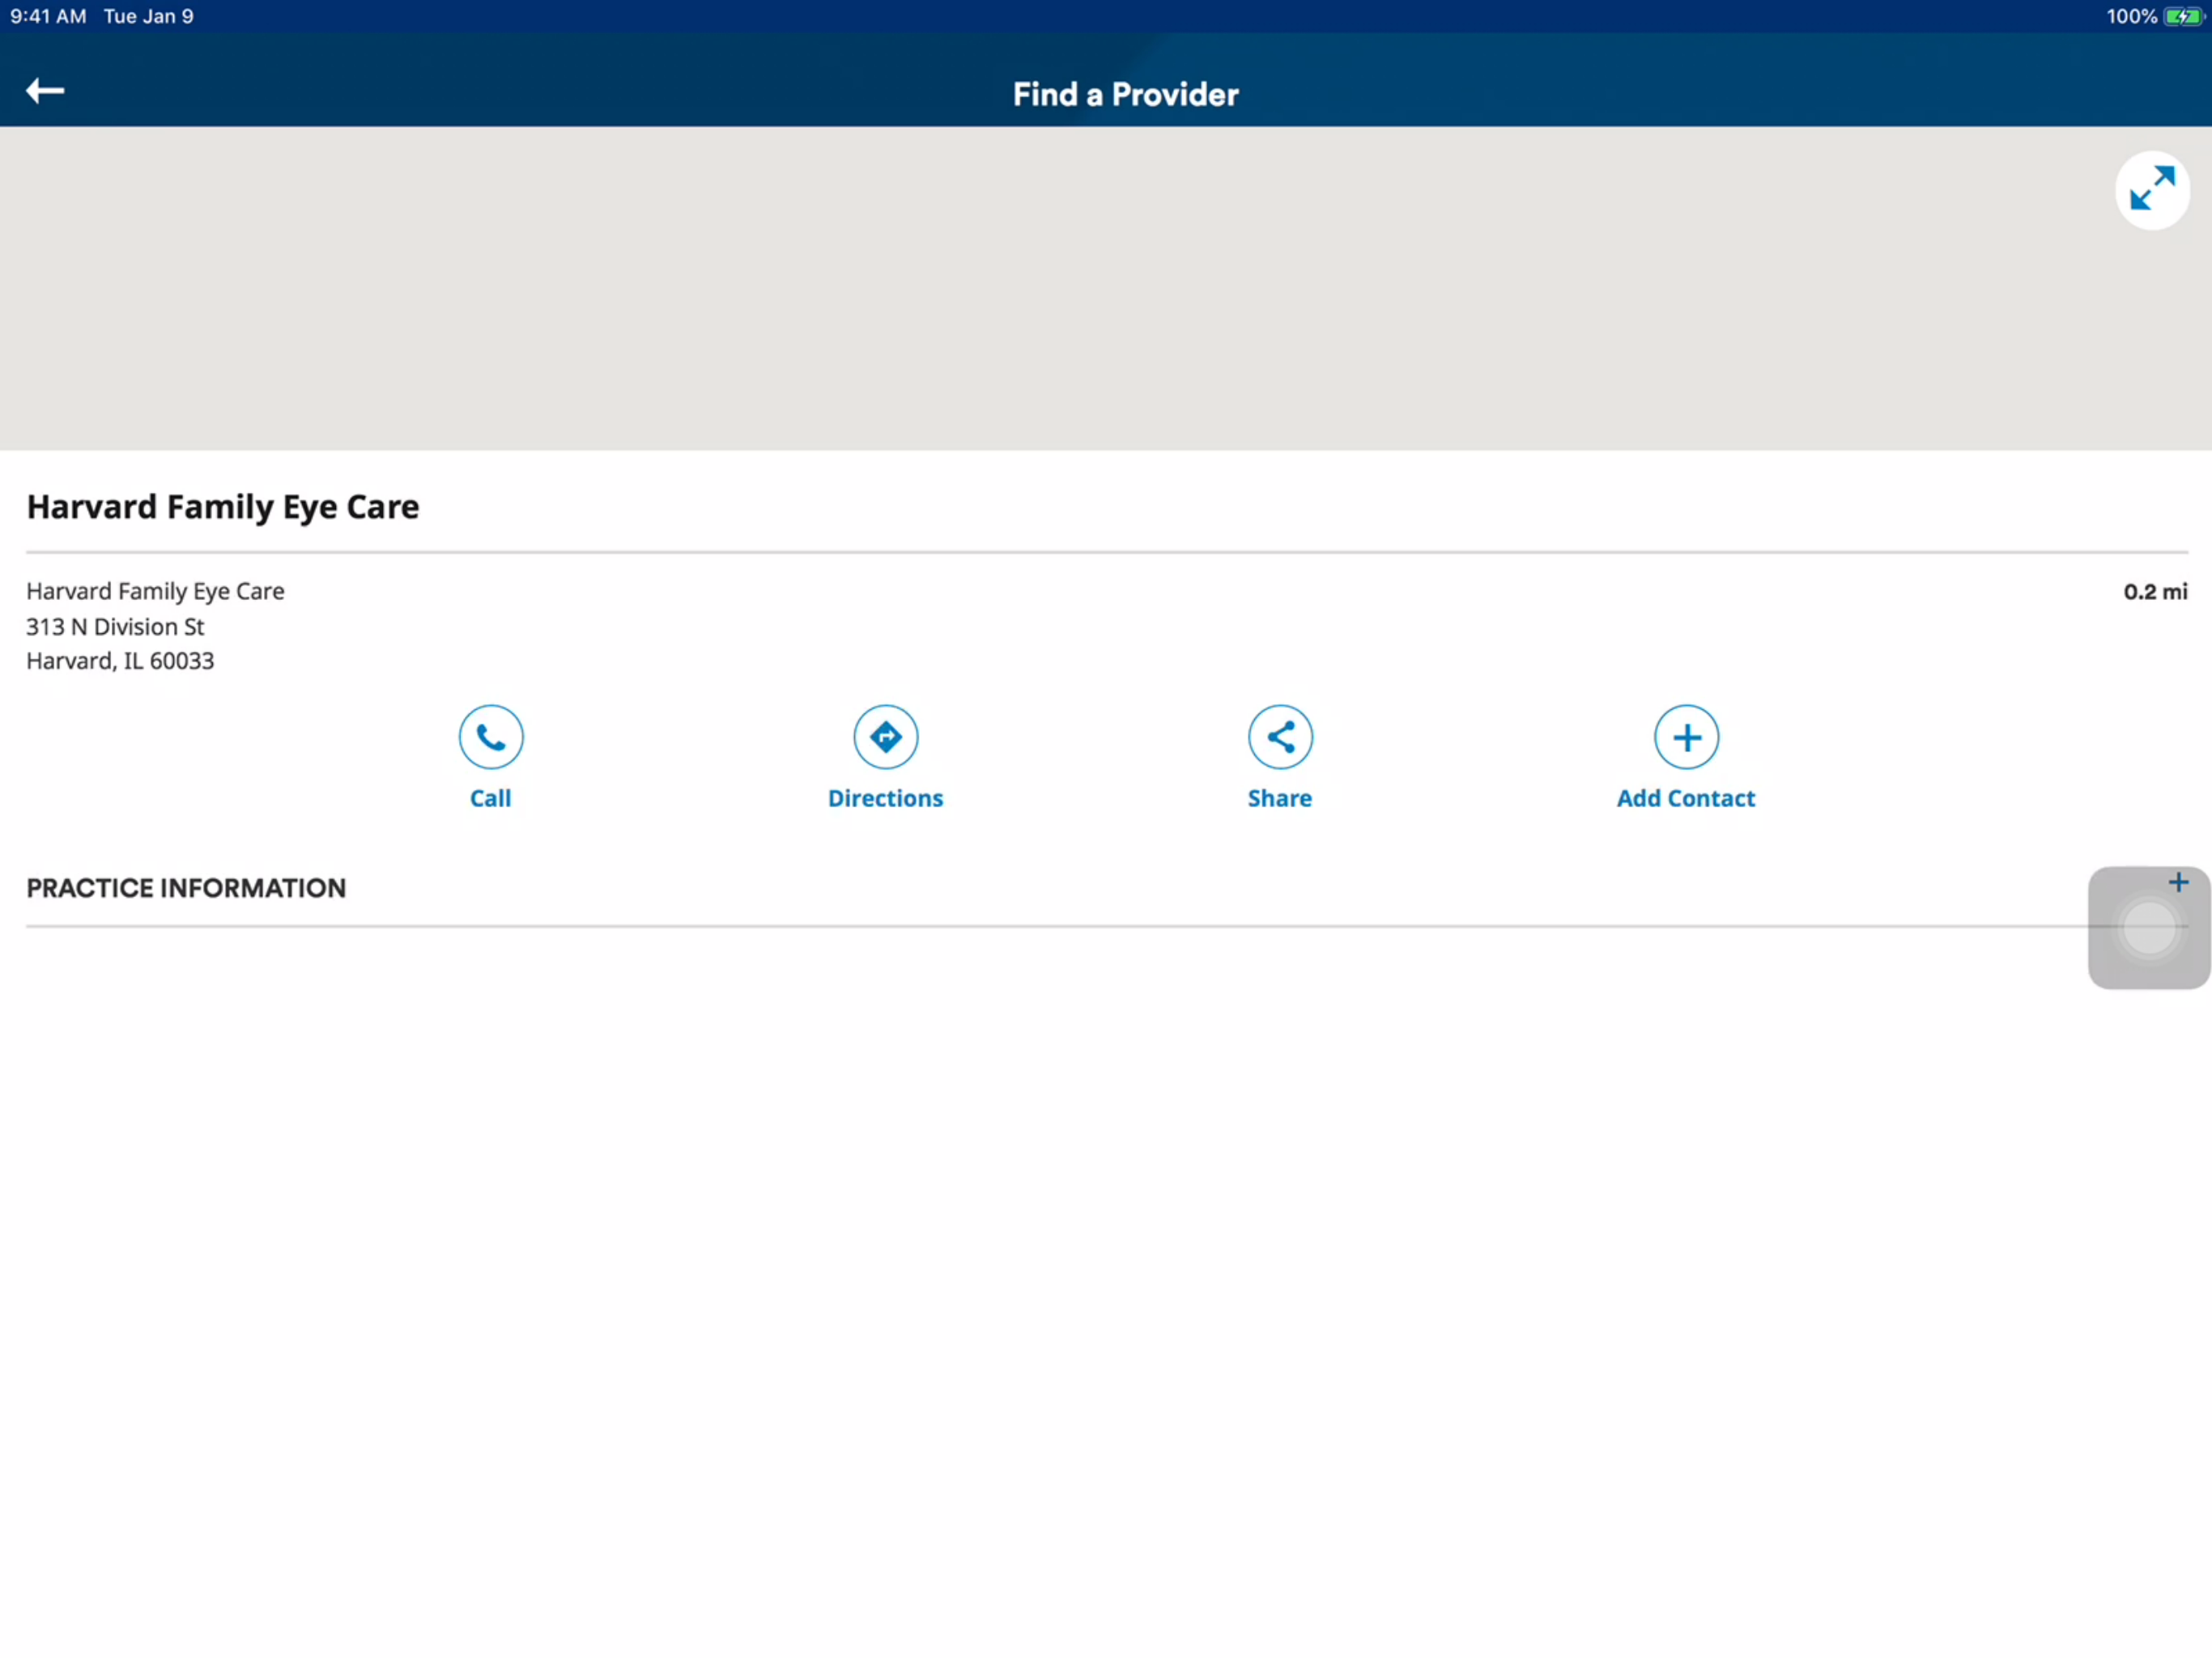 9:41 AM Tue Jan 9 100%
Find a Provider
Harvard Family Eye Care
Harvard Family Eye Care 0.2 mi
313 N Division St
Harvard, IL 60033
Call Directions Share Add Contact
PRACTICE INFORMATION